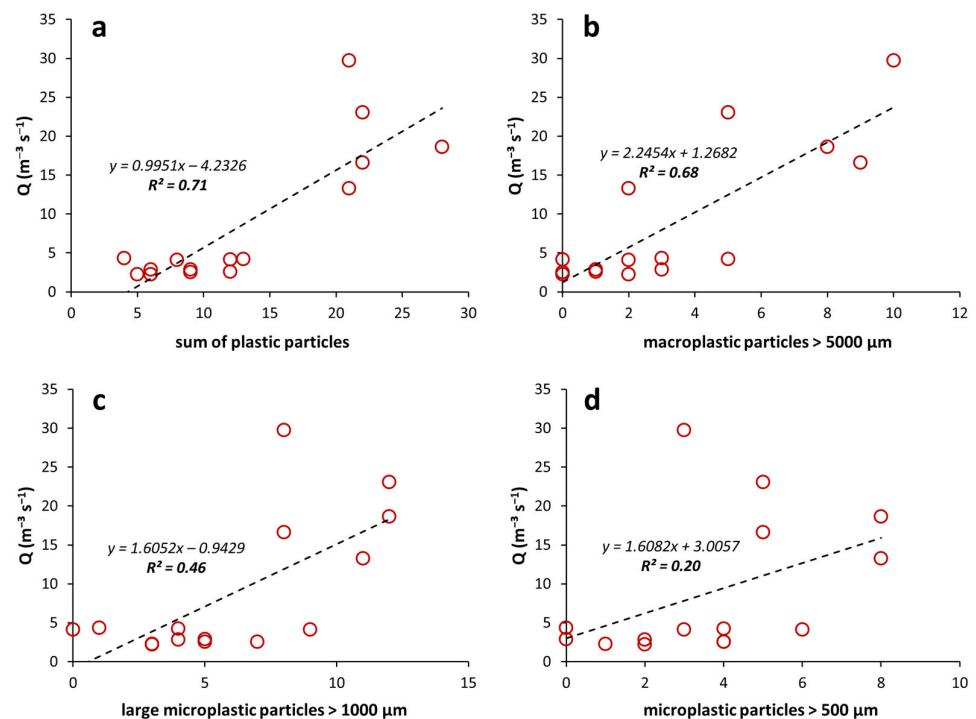 a
35
30
25
20
15
10
5
0
Q (m⁻³ s⁻¹)
y = 0.9951x – 4.2326
R² = 0.71
0 5 10 15 20 25 30
sum of plastic particles
b
35
30
25
20
15
10
5
0
Q (m⁻³ s⁻¹)
y = 2.2454x + 1.2682
R² = 0.68
0 2 4 6 8 10 12
macroplastic particles > 5000 µm
c
35
30
25
20
15
10
5
0
Q (m⁻³ s⁻¹)
y = 1.6052x – 0.9429
R² = 0.46
0 5 10 15
large microplastic particles > 1000 µm
d
35
30
25
20
15
10
5
0
Q (m⁻³ s⁻¹)
y = 1.6082x + 3.0057
R² = 0.20
0 2 4 6 8 10
microplastic particles > 500 µm